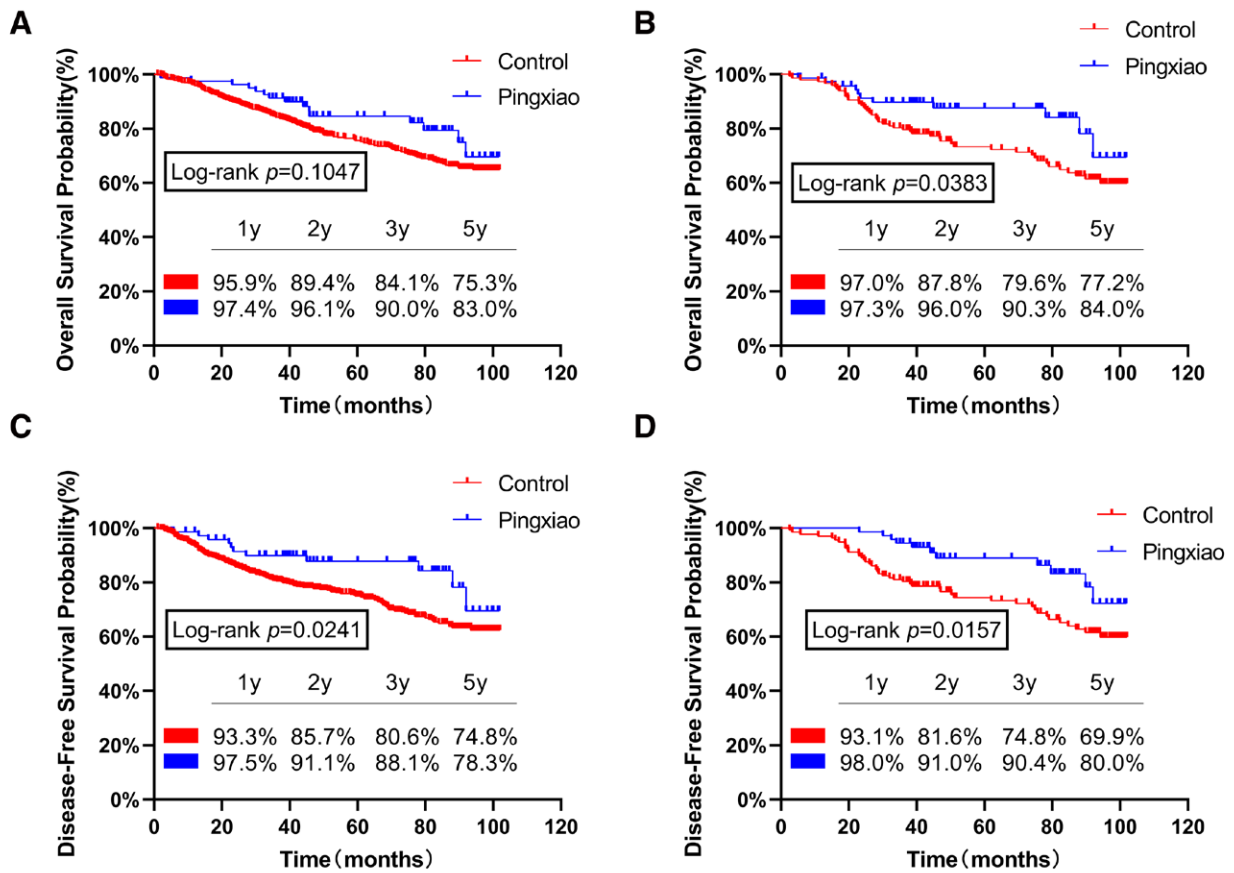 A
Control
Pingxiao
Overall Survival Probability(%)
100%
80%
60%
40%
20%
0%
Log-rank p=0.1047
1y 2y 3y 5y
95.9% 89.4% 84.1% 75.3%
97.4% 96.1% 90.0% 83.0%
0 20 40 60 80 100 120
Time(months)
B
Control
Pingxiao
Overall Survival Probability(%)
100%
80%
60%
40%
20%
0%
Log-rank p=0.0383
1y 2y 3y 5y
97.0% 87.8% 79.6% 77.2%
97.3% 96.0% 90.3% 84.0%
0 20 40 60 80 100 120
Time(months)
C
Control
Pingxiao
Disease-Free Survival Probability(%)
100%
80%
60%
40%
20%
0%
Log-rank p=0.0241
1y 2y 3y 5y
93.3% 85.7% 80.6% 74.8%
97.5% 91.1% 88.1% 78.3%
0 20 40 60 80 100 120
Time(months)
D
Control
Pingxiao
Disease-Free Survival Probability(%)
100%
80%
60%
40%
20%
0%
Log-rank p=0.0157
1y 2y 3y 5y
93.1% 81.6% 74.8% 69.9%
98.0% 91.0% 90.4% 80.0%
0 20 40 60 80 100 120
Time(months)